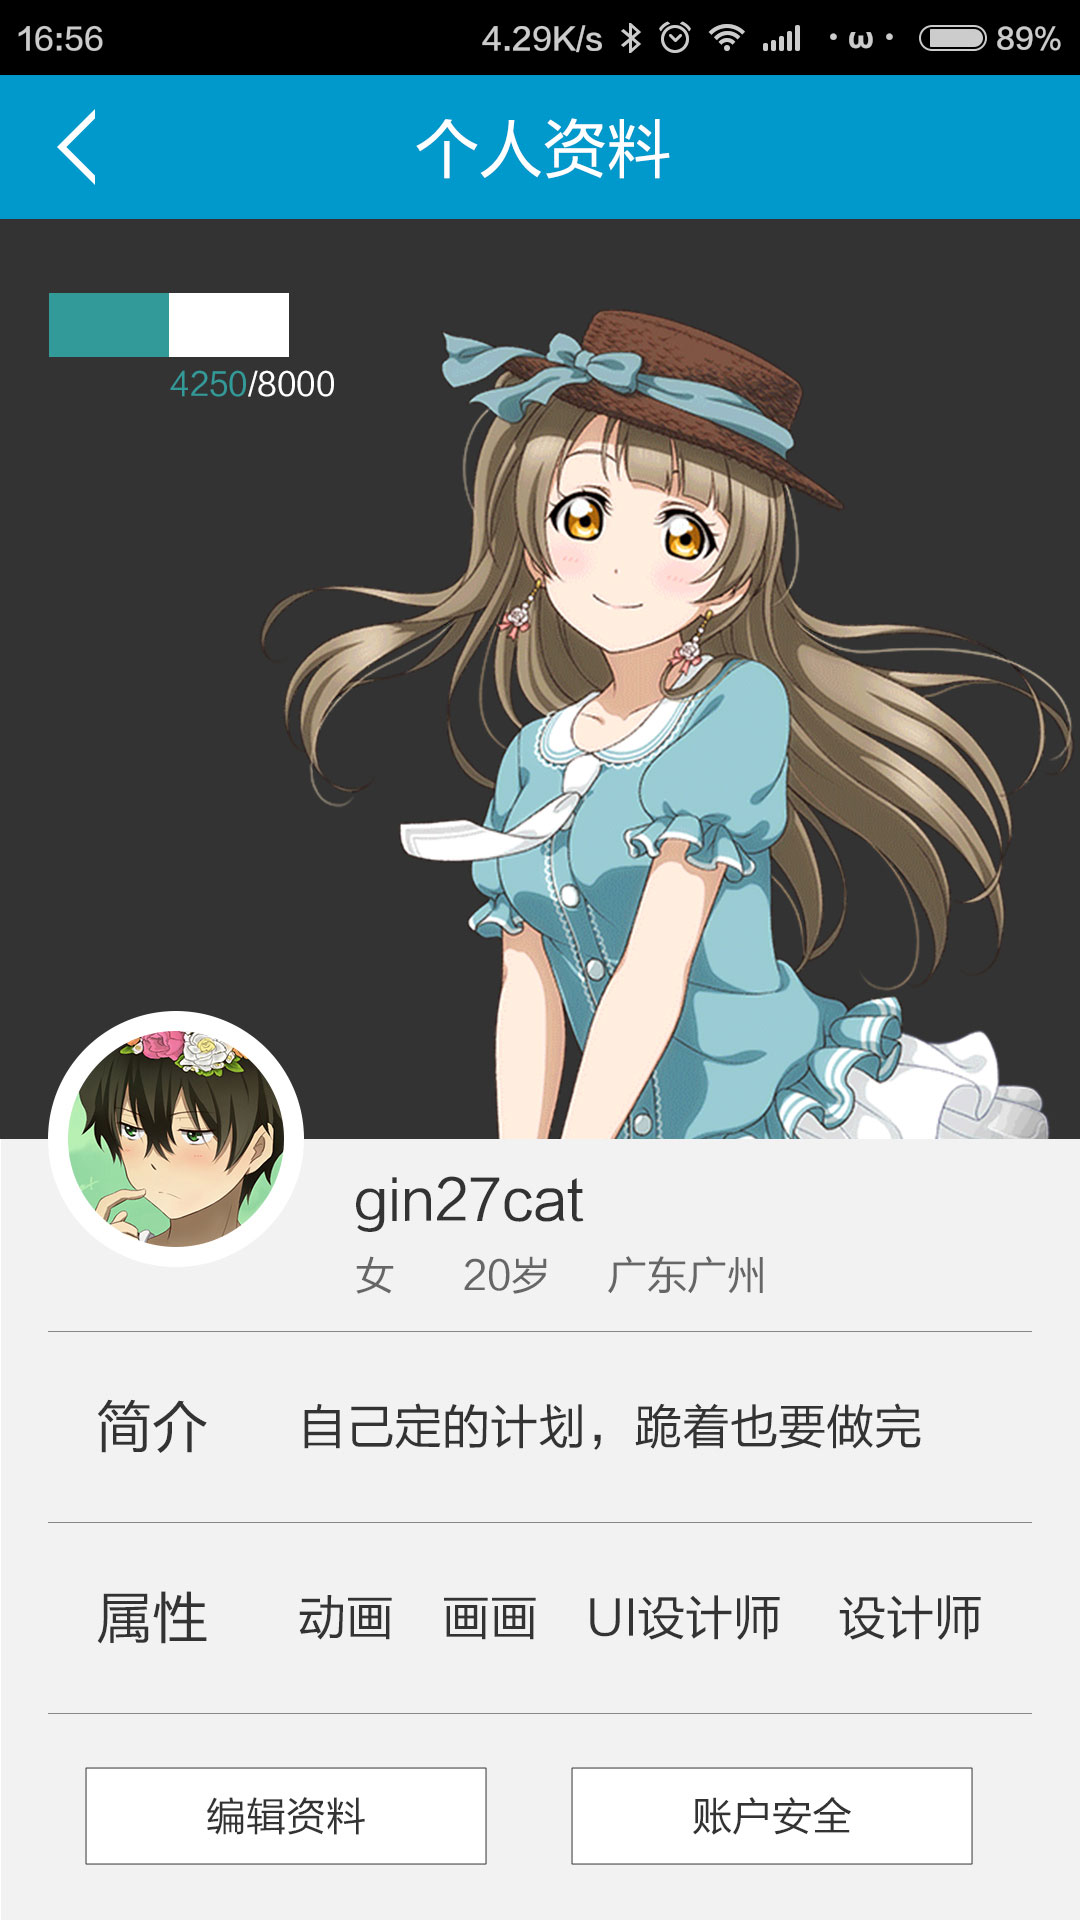 16:56 4.29K/s ·ω· 89%
个人资料
4250/8000
gin27cat
女 20岁 广东广州
简介 自己定的计划，跪着也要做完
属性 动画 画画 UI设计师 设计师
编辑资料 账户安全